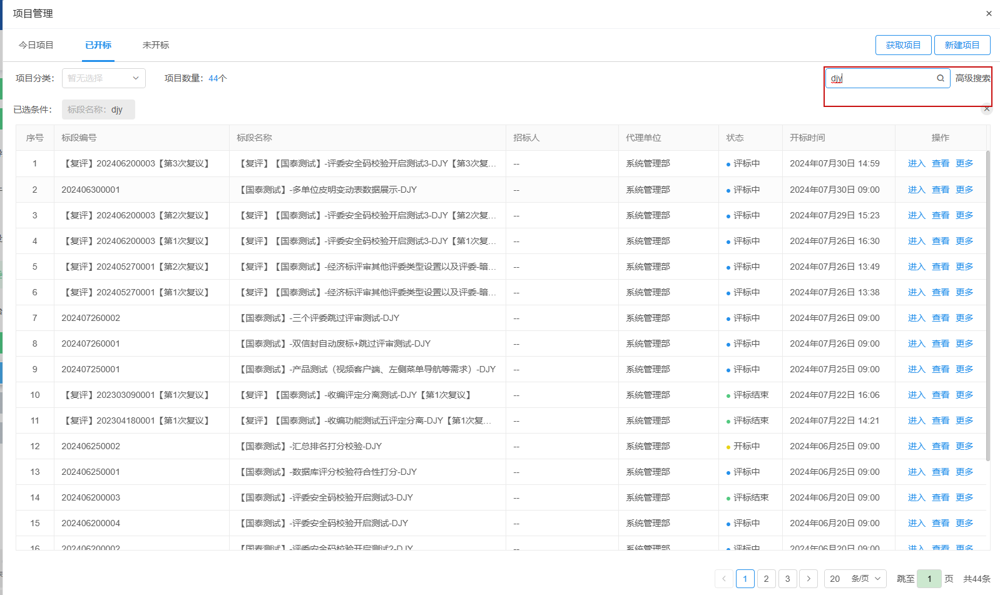 项目管理
×
今日项目 已开标 未开标 获取项目 新建项目
项目分类： 暂无选择 项目数量：44个 djy 高级搜索
已选条件： 标段名称：djy ×
序号 标段编号 标段名称 招标人 代理单位 状态 开标时间 操作
1 【复评】202406200003【第3次复议】 【复评】【国泰测试】-评委安全码校验开启测试3-DJY【第3次复... -- 系统管理部 评标中 2024年07月30日 14:59 进入 查看 更多
2 202406300001 【国泰测试】-多单位皮明变动表数据展示-DJY -- 系统管理部 评标中 2024年07月30日 09:00 进入 查看 更多
3 【复评】202406200003【第2次复议】 【复评】【国泰测试】-评委安全码校验开启测试3-DJY【第2次复... -- 系统管理部 评标中 2024年07月29日 15:23 进入 查看 更多
4 【复评】202406200003【第1次复议】 【复评】【国泰测试】-评委安全码校验开启测试3-DJY【第1次复... -- 系统管理部 评标中 2024年07月26日 16:30 进入 查看 更多
5 【复评】202405270001【第2次复议】 【复评】【国泰测试】-经济标评审其他评委类型设置以及评委-暗... -- 系统管理部 评标中 2024年07月26日 13:49 进入 查看 更多
6 【复评】202405270001【第1次复议】 【复评】【国泰测试】-经济标评审其他评委类型设置以及评委-暗... -- 系统管理部 评标中 2024年07月26日 13:38 进入 查看 更多
7 202407260002 【国泰测试】-三个评委跳过评审测试-DJY -- 系统管理部 评标中 2024年07月26日 09:00 进入 查看 更多
8 202407260001 【国泰测试】-双信封自动废标+跳过评审测试-DJY -- 系统管理部 评标中 2024年07月26日 09:00 进入 查看 更多
9 202407250001 【国泰测试】-产品测试（视频客户端、左侧菜单导航等需求）-DJY -- 系统管理部 评标中 2024年07月25日 09:00 进入 查看 更多
10 【复评】202303090001【第1次复议】 【复评】【国泰测试】-收编评定分离测试-DJY【第1次复议】 -- 系统管理部 评标结束 2024年07月22日 16:06 进入 查看 更多
11 【复评】202304180001【第1次复议】 【复评】【国泰测试】-收编功能测试五评定分离-DJY【第1次复... -- 系统管理部 评标结束 2024年07月22日 14:21 进入 查看 更多
12 202406250002 【国泰测试】-汇总排名打分校验-DJY -- 系统管理部 开标中 2024年06月25日 09:00 进入 查看 更多
13 202406250001 【国泰测试】-数据库评分校验符合性打分-DJY -- 系统管理部 评标中 2024年06月25日 09:00 进入 查看 更多
14 202406200003 【国泰测试】-评委安全码校验开启测试3-DJY -- 系统管理部 评标结束 2024年06月20日 09:00 进入 查看 更多
15 202406200004 【国泰测试】-评委安全码校验开启测试-DJY -- 系统管理部 评标中 2024年06月20日 09:00 进入 查看 更多
16 202406200002 【国泰测试】-评委安全码校验开启测试2-DJY -- 系统管理部 评标中 2024年06月20日 09:00 进入 查看 更多
1 2 3 20 条/页 跳至 1 页 共44条